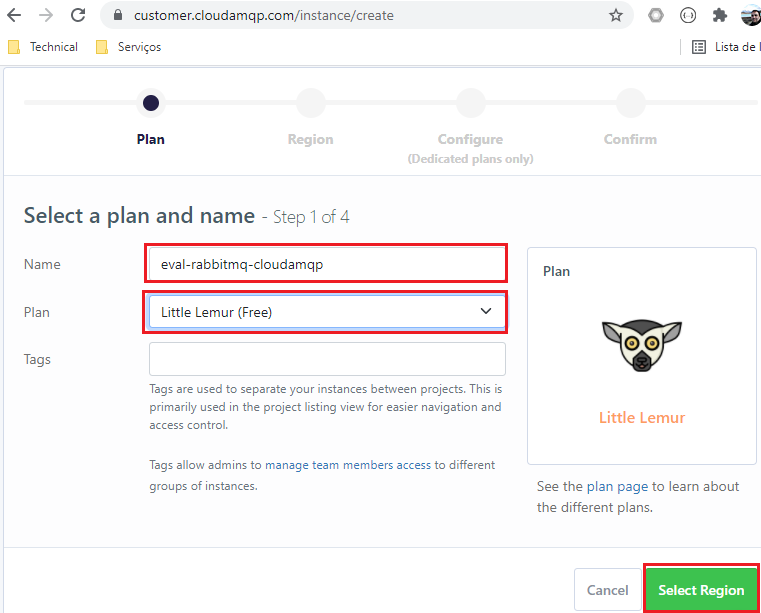 customer.cloudamqp.com/instance/create
Technical Serviços Lista de
Plan Region Configure Confirm
(Dedicated plans only)
Select a plan and name - Step 1 of 4
Name eval-rabbitmq-cloudamqp
Plan
Plan Little Lemur (Free)
Tags
Little Lemur
Tags are used to separate your instances between projects. This is
primarily used in the project listing view for easier navigation and
access control.
Tags allow admins to manage team members access to different
groups of instances.
See the plan page to learn about
the different plans.
Cancel Select Region